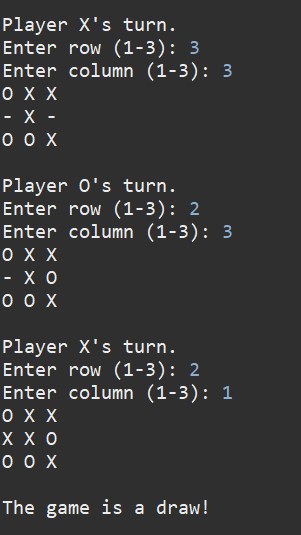 Player X's turn.
Enter row (1-3): 3
Enter column (1-3): 3
O X X
- X -
O O X
Player O's turn.
Enter row (1-3): 2
Enter column (1-3): 3
O X X
- X O
O O X
Player X's turn.
Enter row (1-3): 2
Enter column (1-3): 1
O X X
X X O
O O X
The game is a draw!